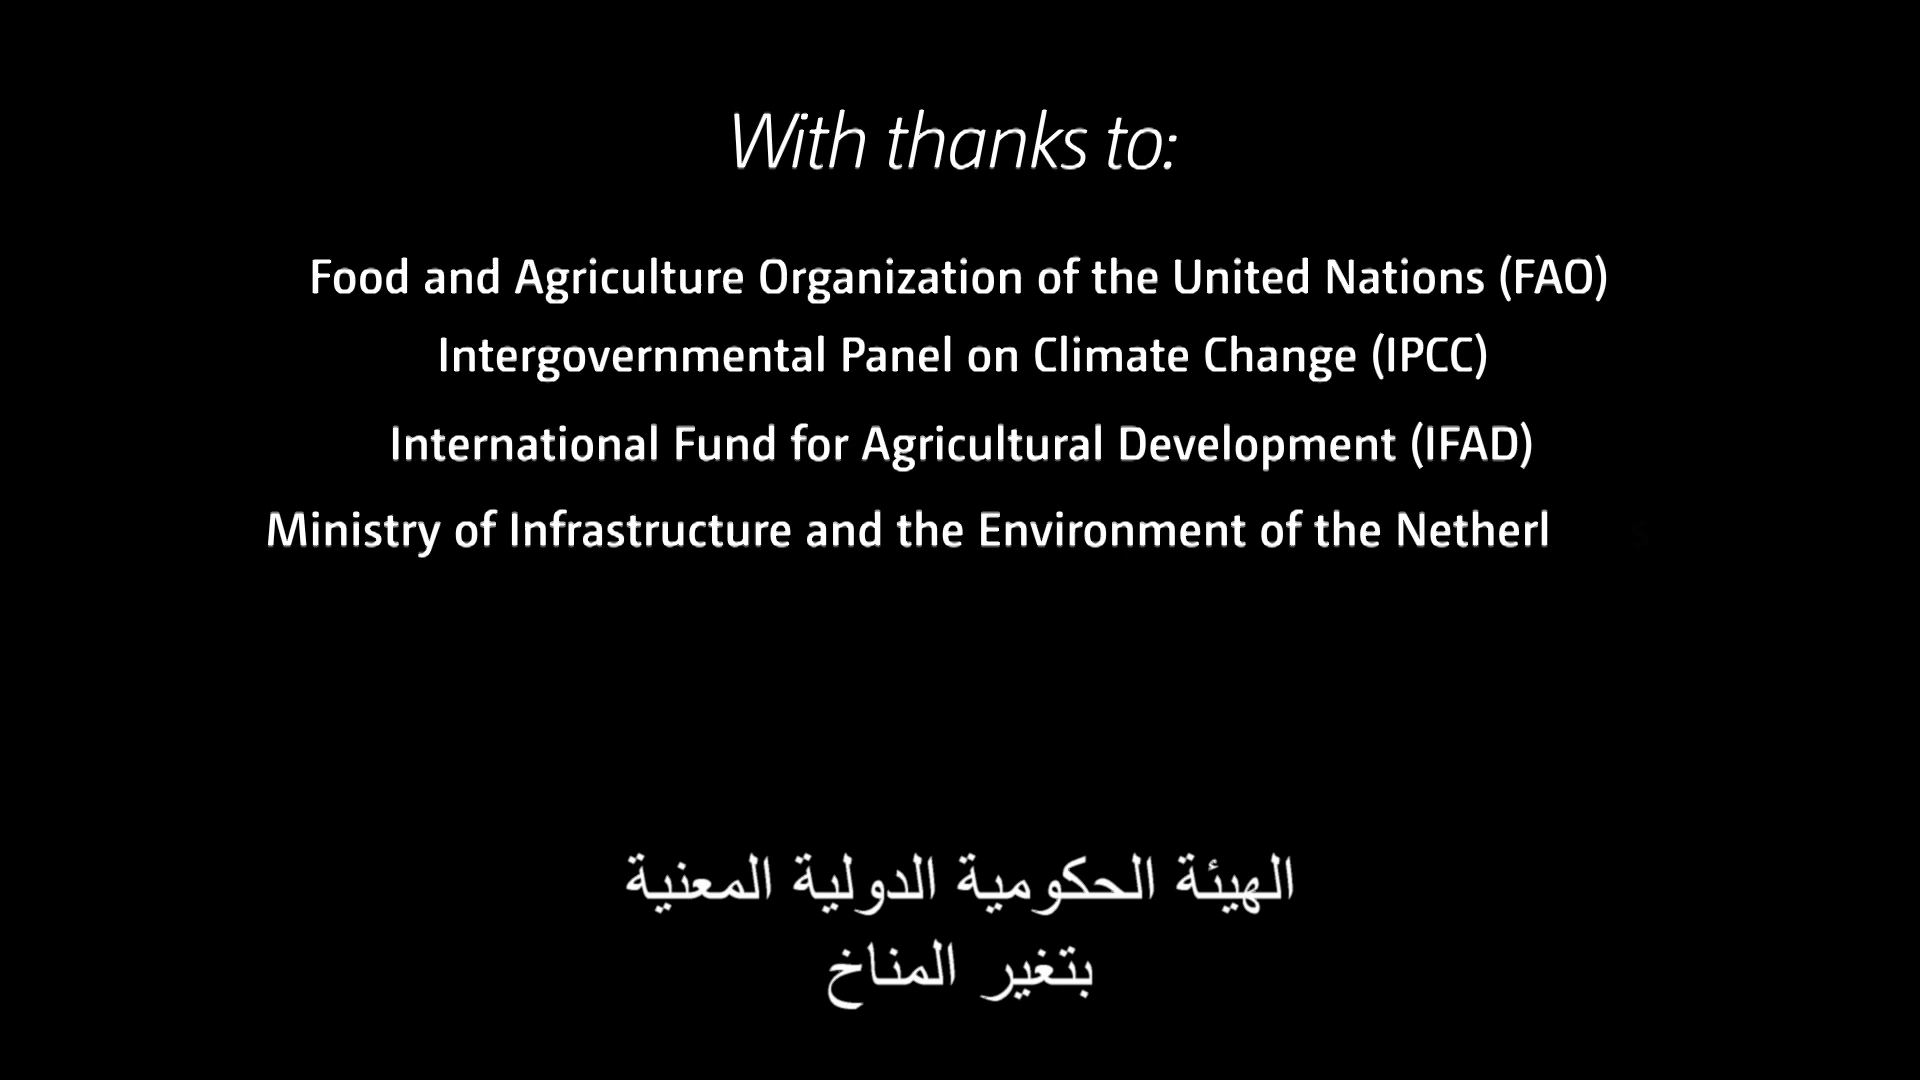 With thanks to:
Food and Agriculture Organization of the United Nations (FAO)
Intergovernmental Panel on Climate Change (IPCC)
International Fund for Agricultural Development (IFAD)
Ministry of Infrastructure and the Environment of the Netherl
الهيئة الحكومية الدولية المعنية
بتغير المناخ